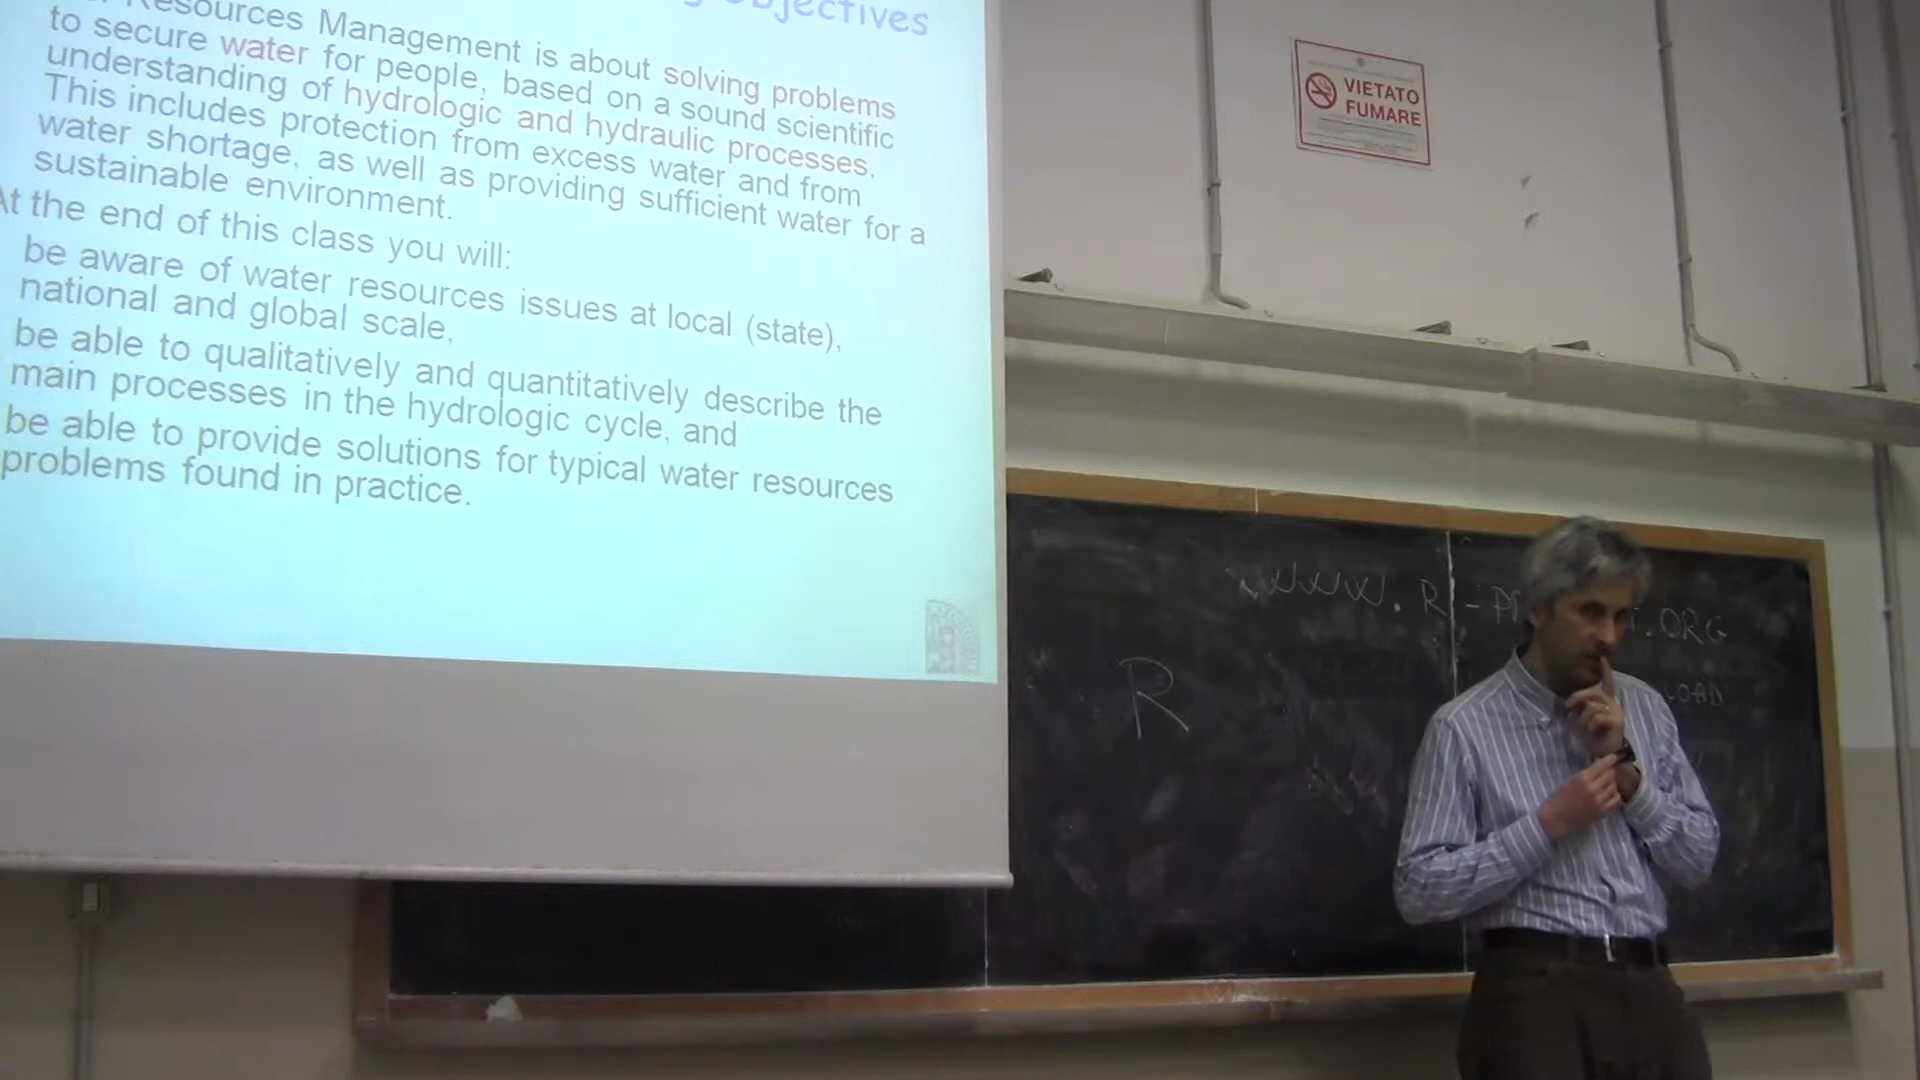 Objectives
Resources Management is about solving problems
to secure water for people, based on a sound scientific
understanding of hydrologic and hydraulic processes.
This includes protection from excess water and from
water shortage, as well as providing sufficient water for a
sustainable environment.
At the end of this class you will:
be aware of water resources issues at local (state),
national and global scale,
be able to qualitatively and quantitatively describe the
main processes in the hydrologic cycle, and
be able to provide solutions for typical water resources
problems found in practice.
VIETATO
FUMARE
www. R-P .ORG
R
OAD